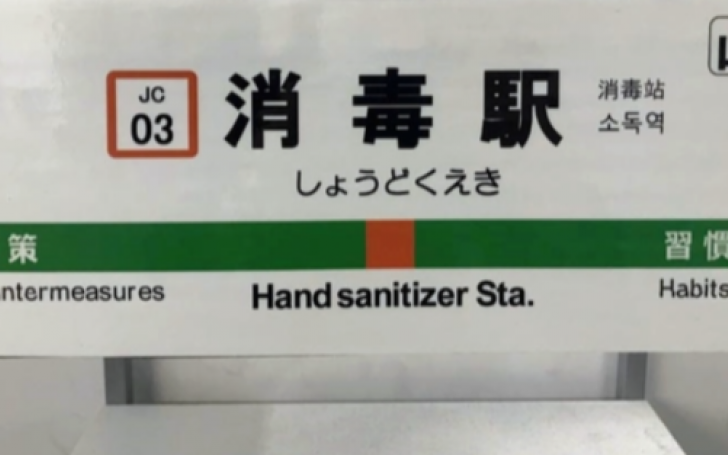 JC
03
消毒駅
消毒站
소독역
しょうどくえき
策
習慣
ntermeasures
Hand sanitizer Sta.
Habits